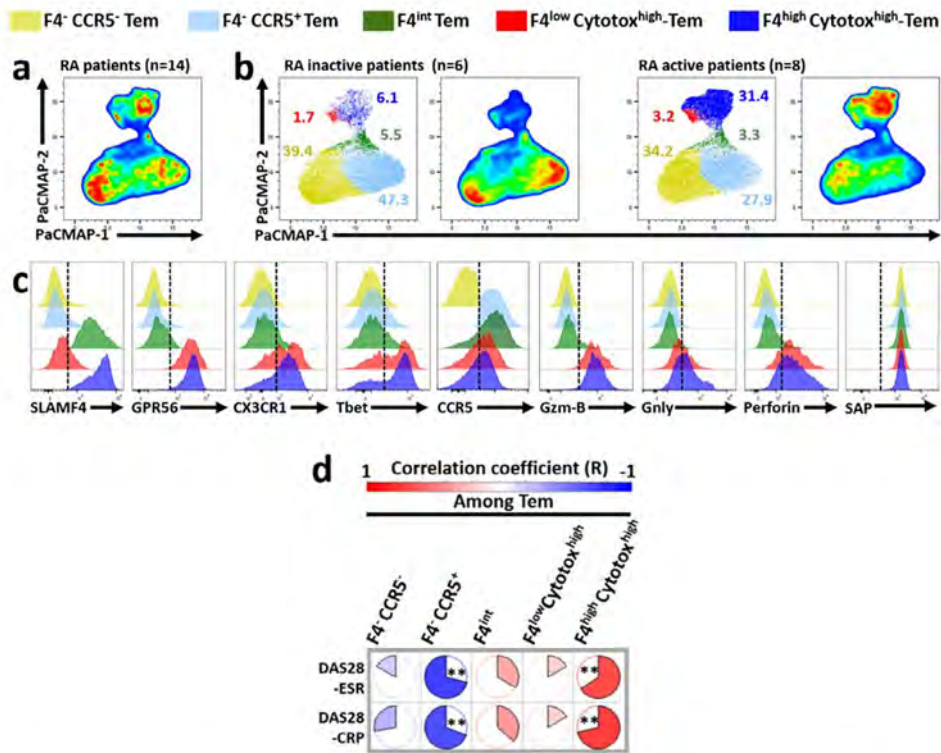 F4⁻ CCR5⁻ Tem F4⁻ CCR5⁺ Tem F4ⁱⁿᵗ Tem F4ˡᵒʷ Cytotoxʰⁱᵍʰ-Tem F4ʰⁱᵍʰ Cytotoxʰⁱᵍʰ-Tem
a RA patients (n=14)
PaCMAP-2
PaCMAP-1
b RA inactive patients (n=6) RA active patients (n=8)
PaCMAP-2
6.1
1.7
5.5
39.4
47.3
31.4
3.2
3.3
34.2
27.9
PaCMAP-1
c
SLAMF4 GPR56 CX3CR1 Tbet CCR5 Gzm-B Gnly Perforin SAP
d
1 Correlation coefficient (R) -1
Among Tem
F4⁻ CCR5⁻
F4⁻ CCR5⁺
F4ⁱⁿᵗ
F4ˡᵒʷCytotoxʰⁱᵍʰ
F4ʰⁱᵍʰ Cytotoxʰⁱᵍʰ
DAS28
-ESR
** **
DAS28
-CRP
** **